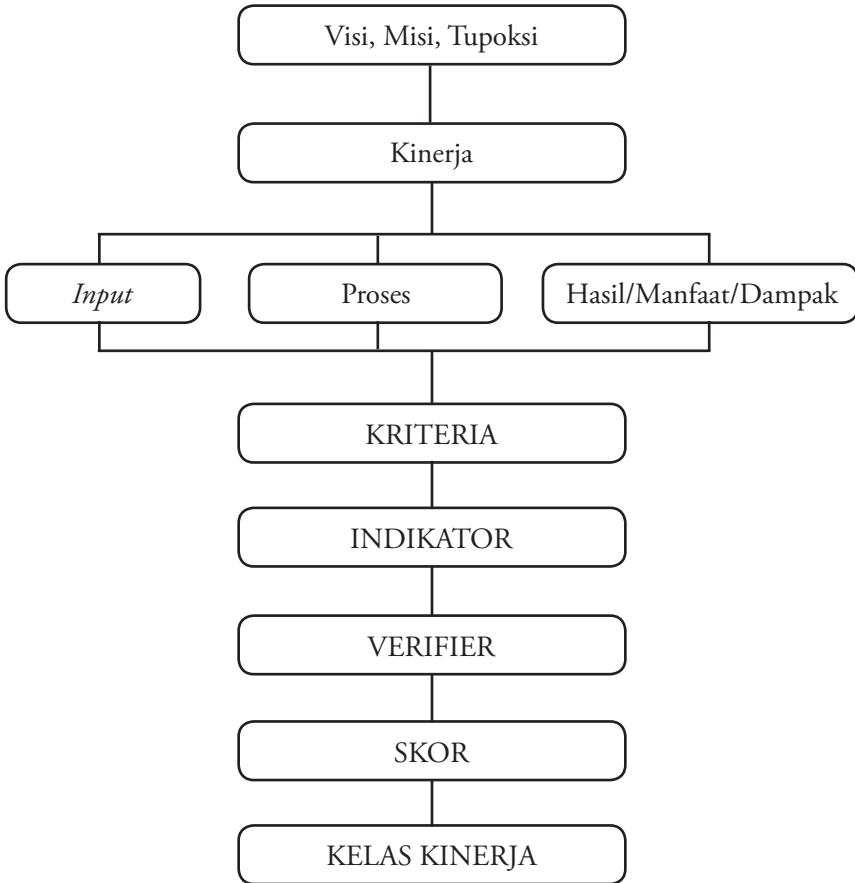 Visi, Misi, Tupoksi
Kinerja
Input
Proses
Hasil/Manfaat/Dampak
KRITERIA
INDIKATOR
VERIFIER
SKOR
KELAS KINERJA